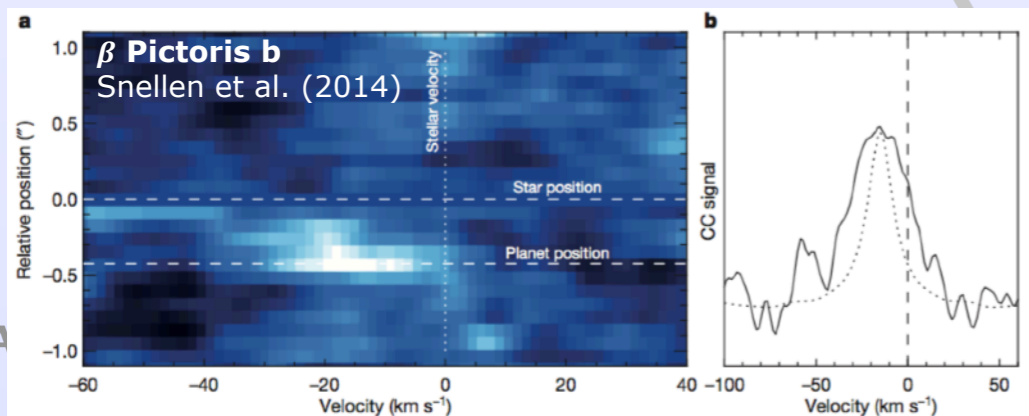 a
β Pictoris b
Snellen et al. (2014)
Stellar velocity
Star position
Planet position
Relative position (″)
1.0
0.5
0.0
−0.5
−1.0
−60
−40
−20
0
20
40
Velocity (km s⁻¹)
b
CC signal
−100
−50
0
50
Velocity (km s⁻¹)